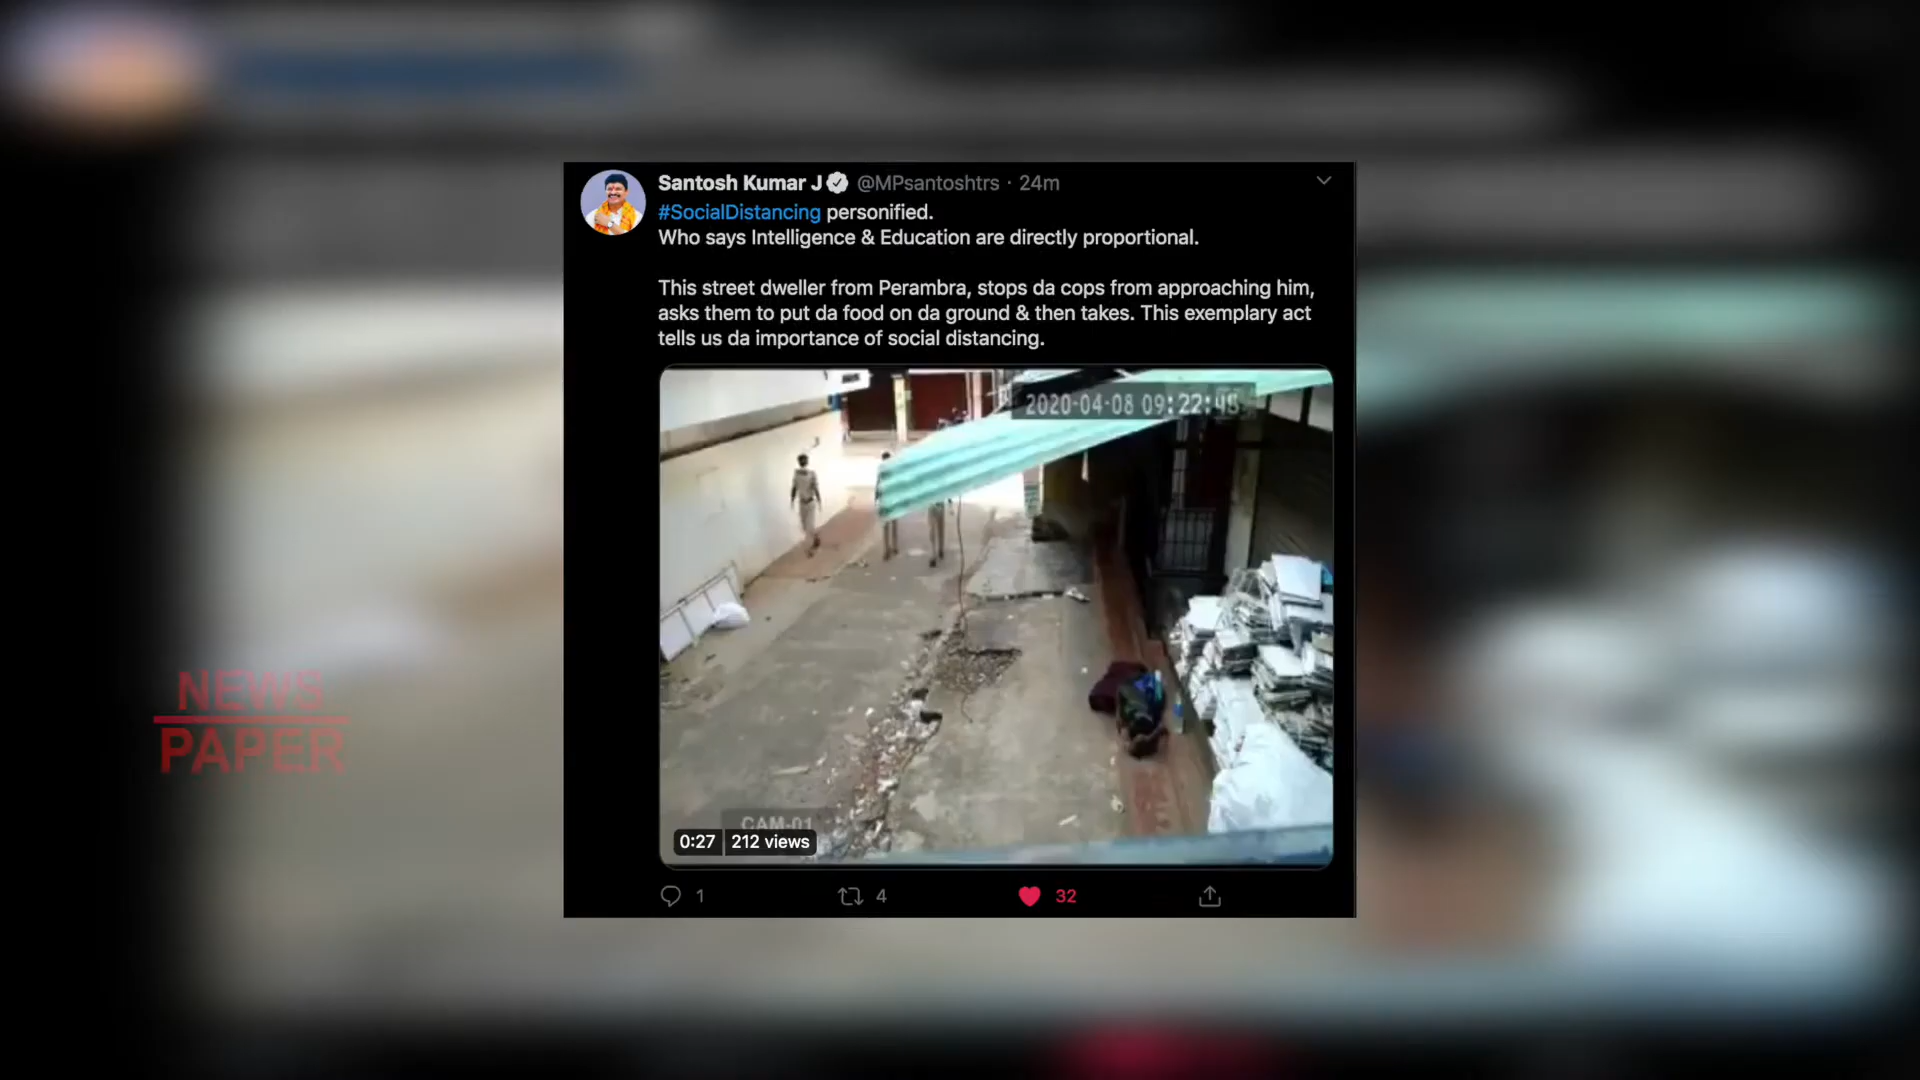 Santosh Kumar J @MPsantoshtrs · 24m
#SocialDistancing personified.
Who says Intelligence & Education are directly proportional.
This street dweller from Perambra, stops da cops from approaching him,
asks them to put da food on da ground & then takes. This exemplary act
tells us da importance of social distancing.
2020-04-08 09:22:45
CAM-01
0:27 212 views
1 4 32
NEWS
PAPER